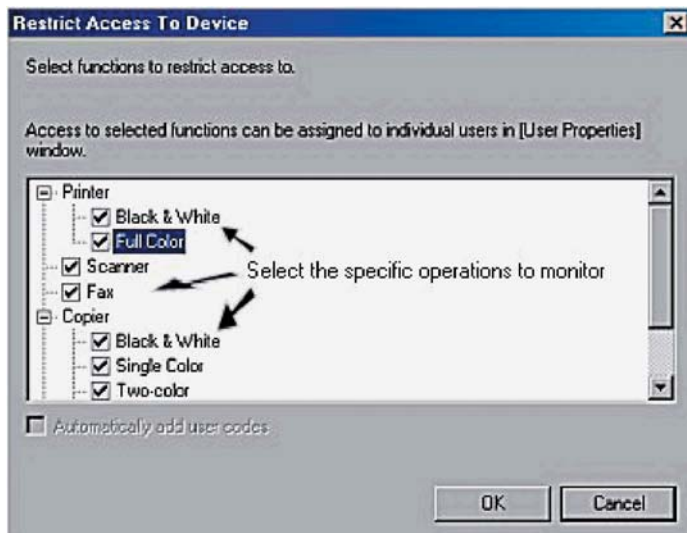 Restrict Access To Device
Select functions to restrict access to.
Access to selected functions can be assigned to individual users in [User Properties]
window.
Printer
Black & White
Full Color
Scanner
Select the specific operations to monitor
Fax
Copier
Black & White
Single Color
Two-color
Automatically add user codes
OK
Cancel